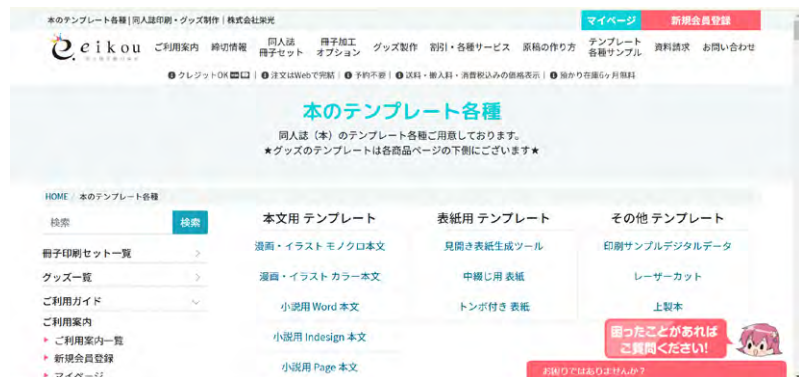 本のテンプレート各種|同人誌印刷・グッズ制作|株式会社栄光
マイページ
新規会員登録
eikou
ご利用案内
締切情報
同人誌
冊子セット
冊子加工
オプション
グッズ製作
割引・各種サービス
原稿の作り方
テンプレート
各種サンプル
資料請求
お問い合わせ
クレジットOK | 注文はWebで完結 | 予約不要 | 送料・搬入料・消費税込みの価格表示 | 預かり在庫6ヶ月無料
本のテンプレート各種
同人誌（本）のテンプレート各種ご用意しております。
★グッズのテンプレートは各商品ページの下側にございます★
HOME / 本のテンプレート各種
検索
検索
冊子印刷セット一覧
グッズ一覧
ご利用ガイド
ご利用案内
ご利用案内一覧
新規会員登録
マイページ
本文用 テンプレート
漫画・イラスト モノクロ本文
漫画・イラスト カラー本文
小説用 Word 本文
小説用 Indesign 本文
小説用 Page 本文
表紙用 テンプレート
見開き表紙生成ツール
中綴じ用 表紙
トンボ付き 表紙
その他 テンプレート
印刷サンプルデジタルデータ
レーザーカット
上製本
困ったことがあれば
ご質問ください!
お困りではありませんか？